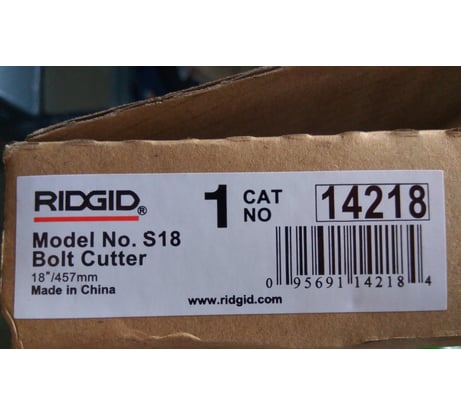 RIDGID®
1 CAT NO 14218
Model No. S18
Bolt Cutter
18"/457mm
Made in China
www.ridgid.com
0 95691 14218 4